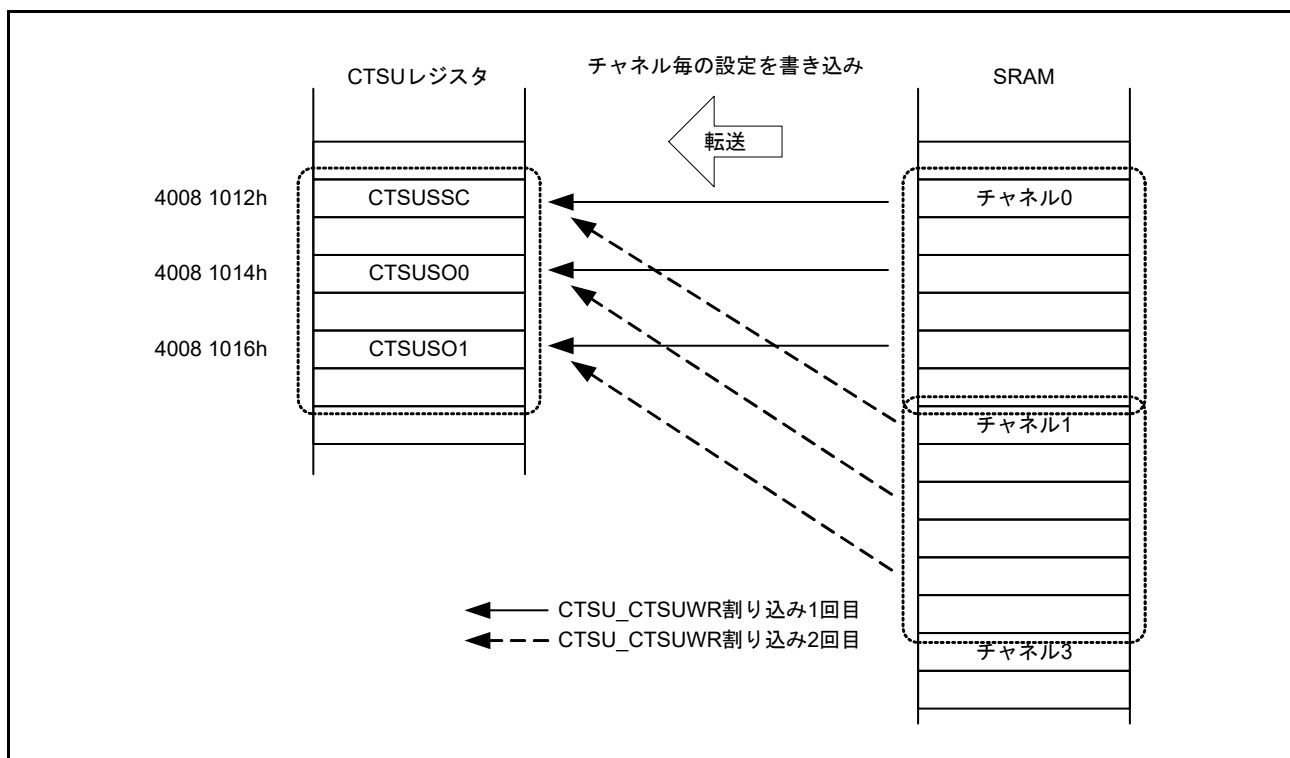 CTSUレジスタ
チャネル毎の設定を書き込み
SRAM
転送
4008 1012h
CTSUSSC
チャネル0
4008 1014h
CTSUSO0
4008 1016h
CTSUSO1
チャネル1
CTSU_CTSUWR割り込み1回目
CTSU_CTSUWR割り込み2回目
チャネル3